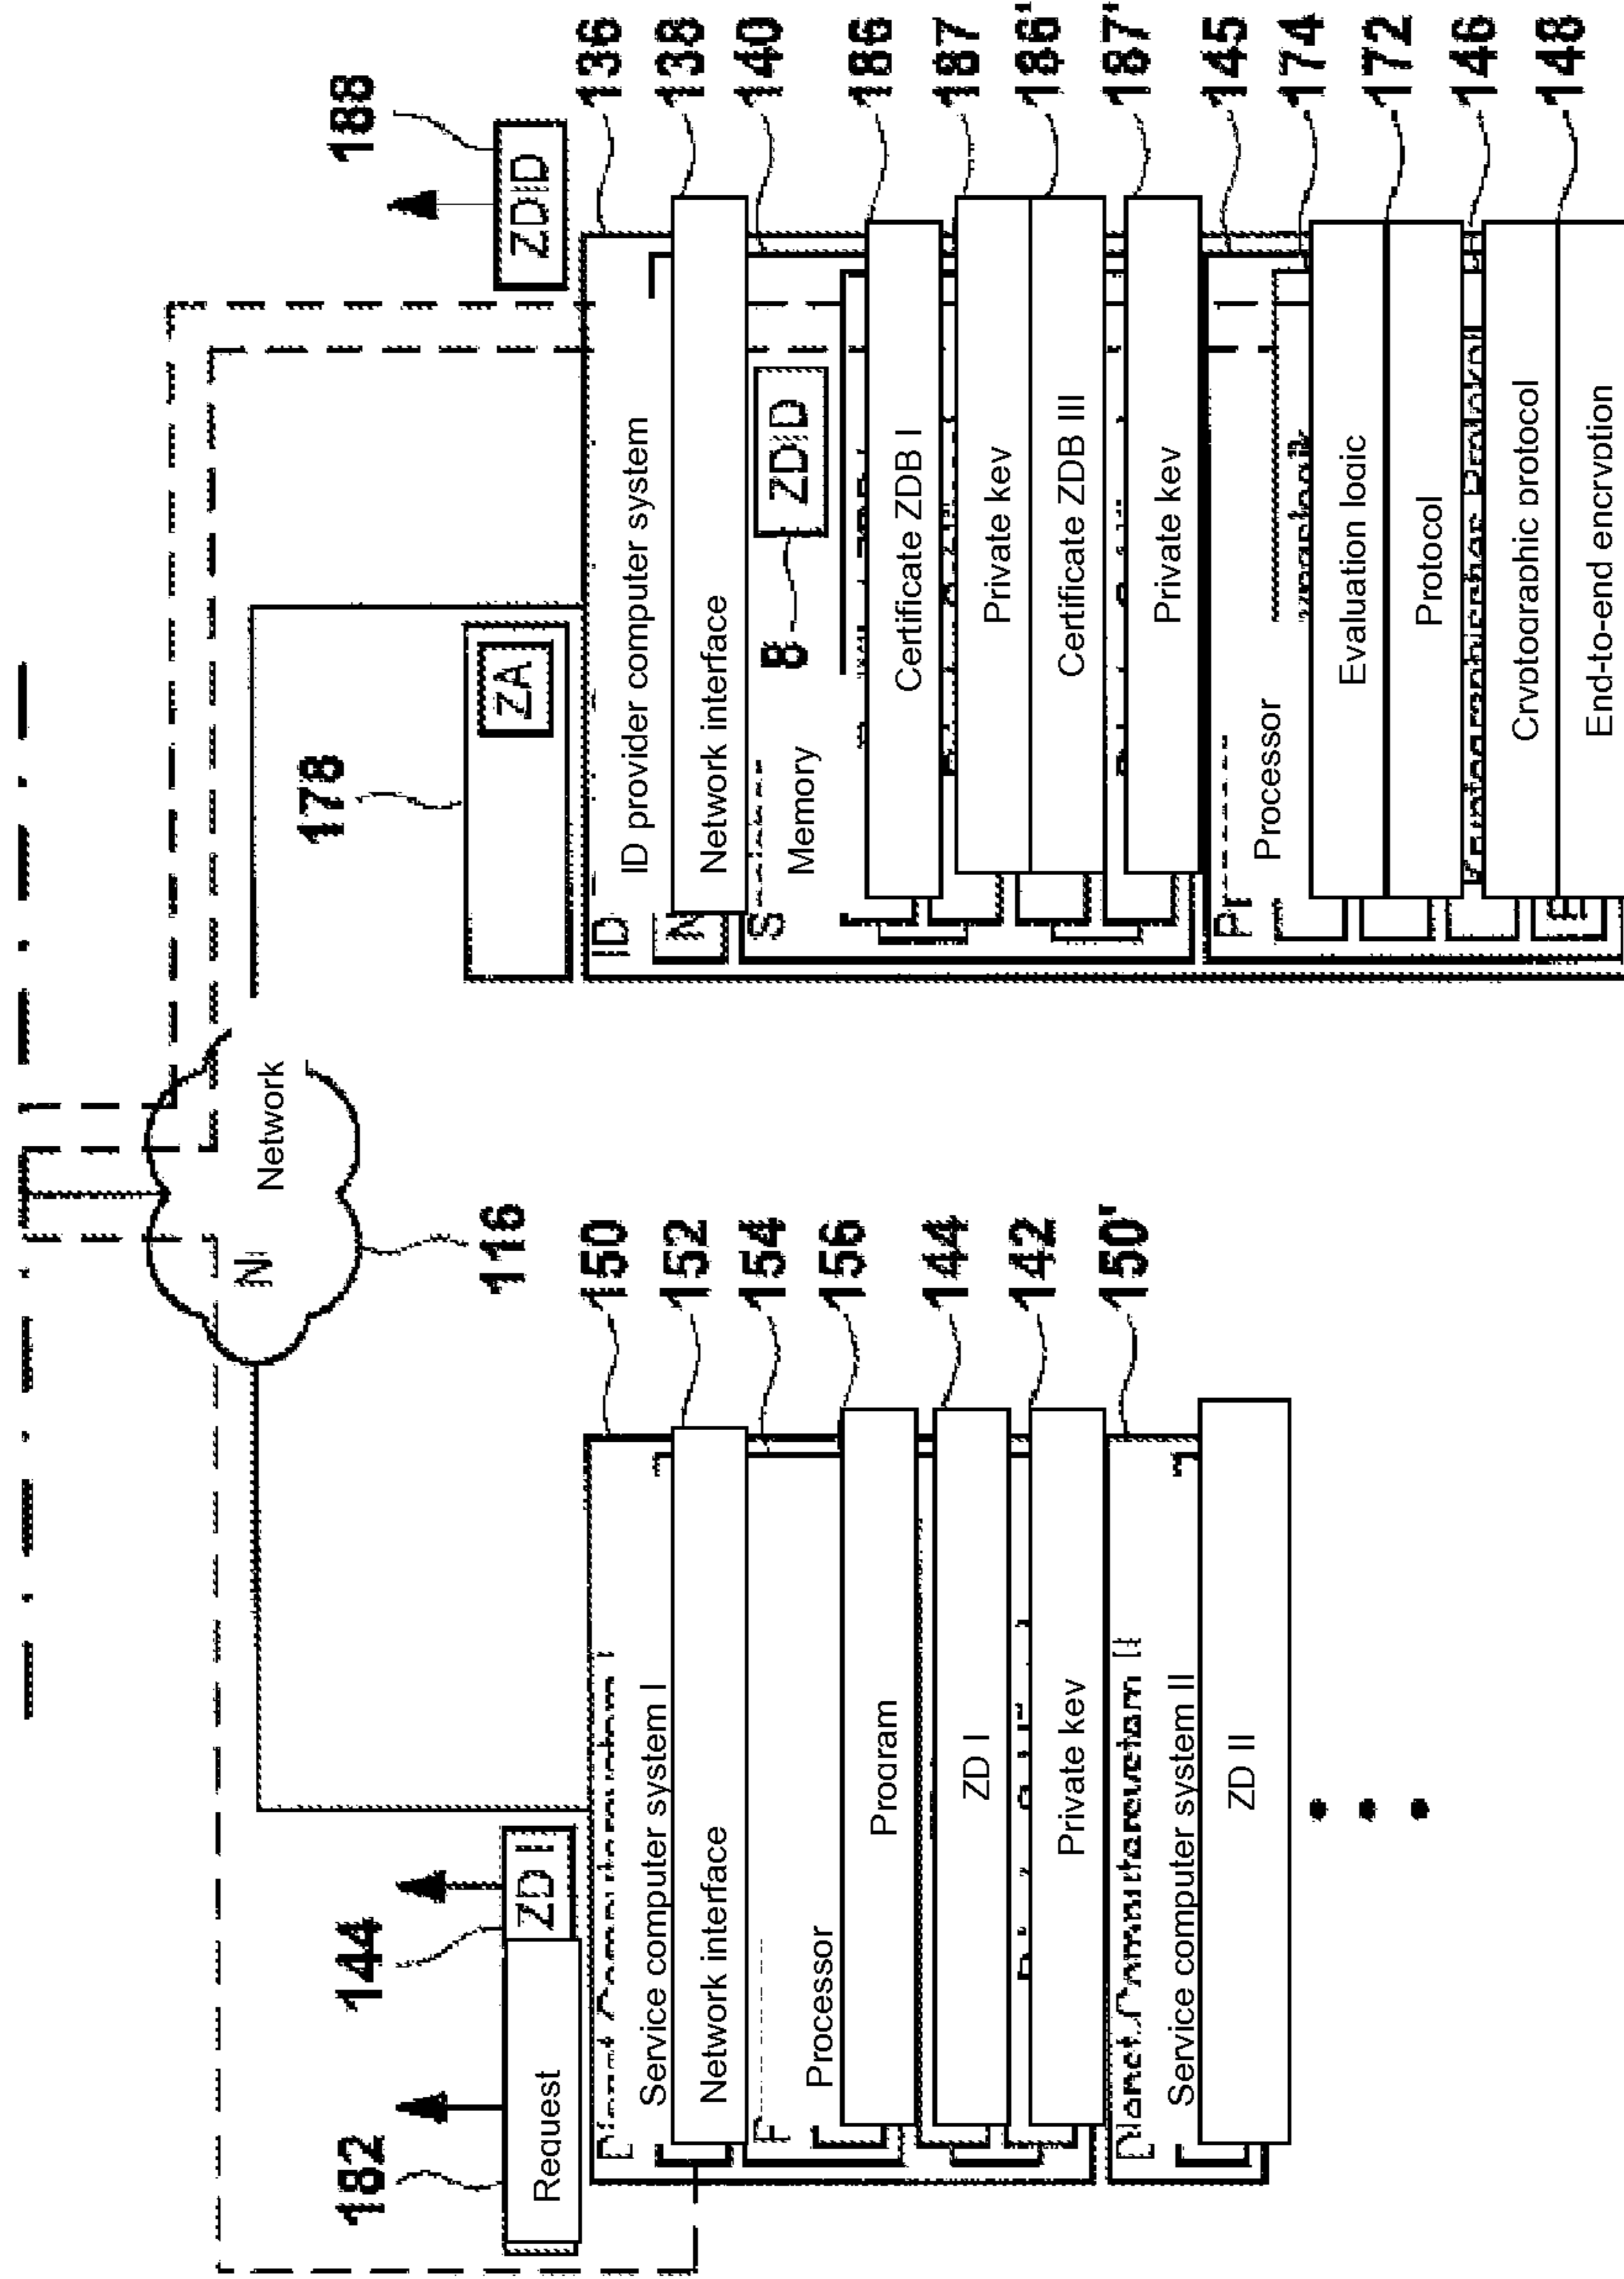 Network
116
182
144
Request
ZD I
150
Service computer system I
152
Network interface
154
Processor
156
Program
144
ZD I
142
Private key
150'
Service computer system II
ZD II
178
188
ZA
ZDID
136
ID provider computer system
138
Network interface
140
Memory
8
ZDID
186
Certificate ZDB I
187
Private key
186'
Certificate ZDB III
187'
Private key
145
Processor
174
Evaluation logic
172
Protocol
146
Cryptographic protocol
148
End-to-end encryption